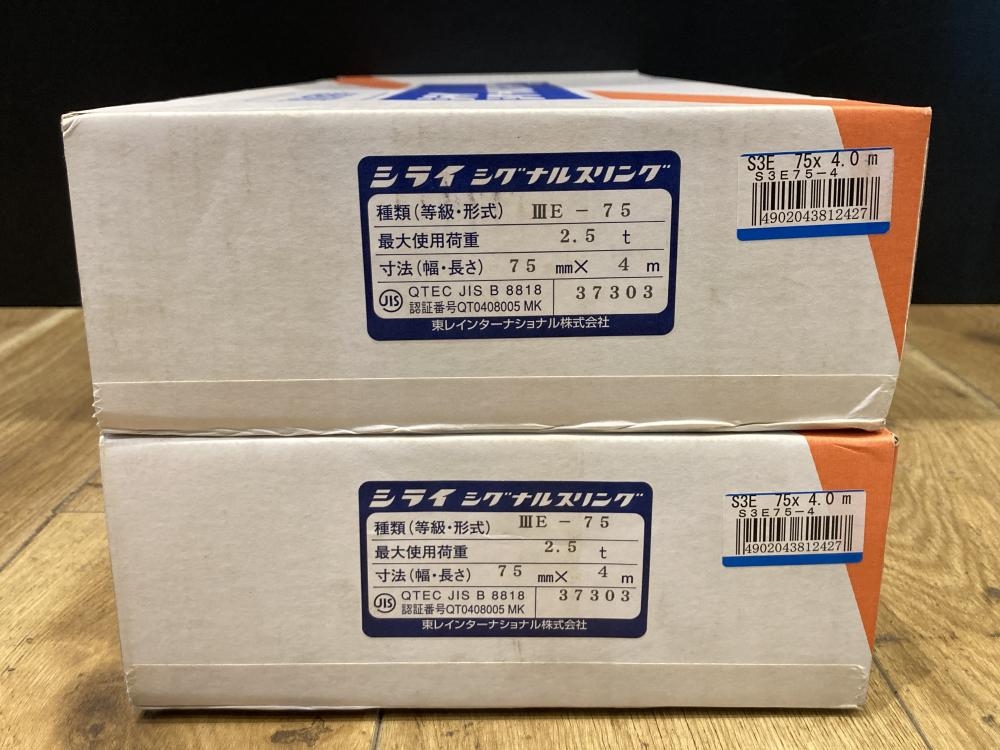 シライ シグナルスリング
種類(等級・形式) ⅢE-75
最大使用荷重 2.5 t
寸法(幅・長さ) 75 mm× 4 m
JIS QTEC JIS B 8818
認証番号QT0408005 MK
37303
東レインターナショナル株式会社
S3E 75x 4.0 m
S3E75-4
4902043812427
シライ シグナルスリング
種類(等級・形式) ⅢE-75
最大使用荷重 2.5 t
寸法(幅・長さ) 75 mm× 4 m
JIS QTEC JIS B 8818
認証番号QT0408005 MK
37303
東レインターナショナル株式会社
S3E 75x 4.0 m
S3E75-4
4902043812427